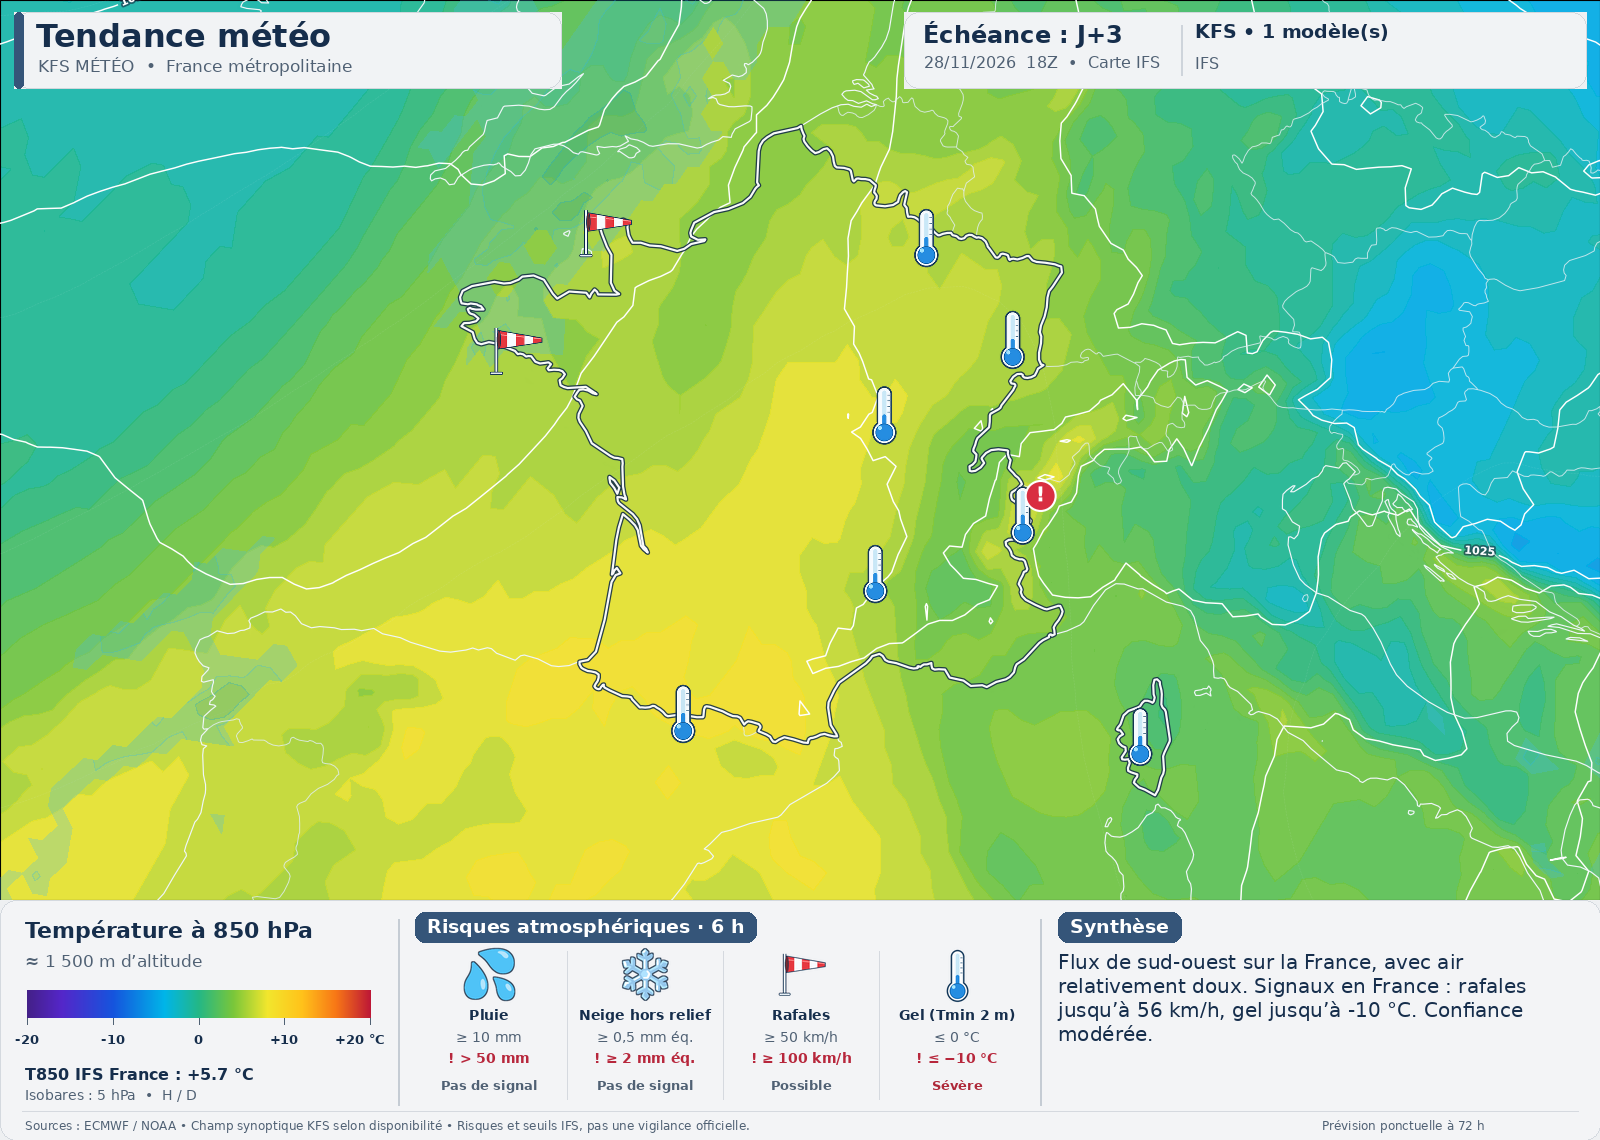 Tendance météo
KFS MÉTÉO • France métropolitaine
Échéance : J+3
28/11/2026 18Z • Carte IFS
KFS • 1 modèle(s)
IFS
1025
Température à 850 hPa
≈ 1 500 m d’altitude
-20 -10 0 +10 +20 °C
T850 IFS France : +5.7 °C
Isobares : 5 hPa • H / D
Risques atmosphériques · 6 h
Pluie
≥ 10 mm
! > 50 mm
Pas de signal
Neige hors relief
≥ 0,5 mm éq.
! ≥ 2 mm éq.
Pas de signal
Rafales
≥ 50 km/h
! ≥ 100 km/h
Possible
Gel (Tmin 2 m)
≤ 0 °C
! ≤ −10 °C
Sévère
Synthèse
Flux de sud-ouest sur la France, avec air
relativement doux. Signaux en France : rafales
jusqu’à 56 km/h, gel jusqu’à -10 °C. Confiance
modérée.
Sources : ECMWF / NOAA • Champ synoptique KFS selon disponibilité • Risques et seuils IFS, pas une vigilance officielle.
Prévision ponctuelle à 72 h